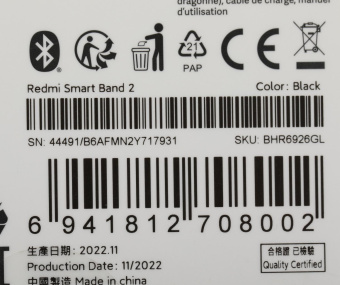 dragonne), câble de charge, manuel
d'utilisation
21
PAP
CE
Redmi Smart Band 2
Color: Black
SN: 44491/B6AFMN2Y717931
SKU: BHR6926GL
6 941812 708002
生產日期: 2022.11
合格證 已檢驗
Quality Certified
Production Date: 11/2022
中國製造 Made in china